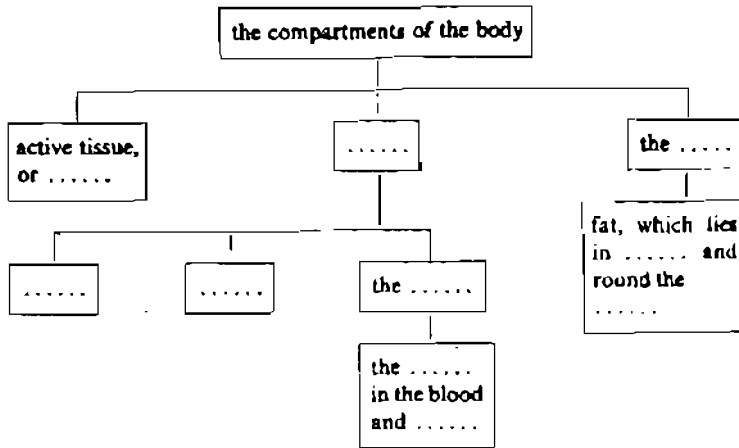 the compartments of the body
active tissue,
or ......
......
the .....
fat, which lies
in ...... and
round the
......
......
......
the ......
the ......
in the blood
and ......